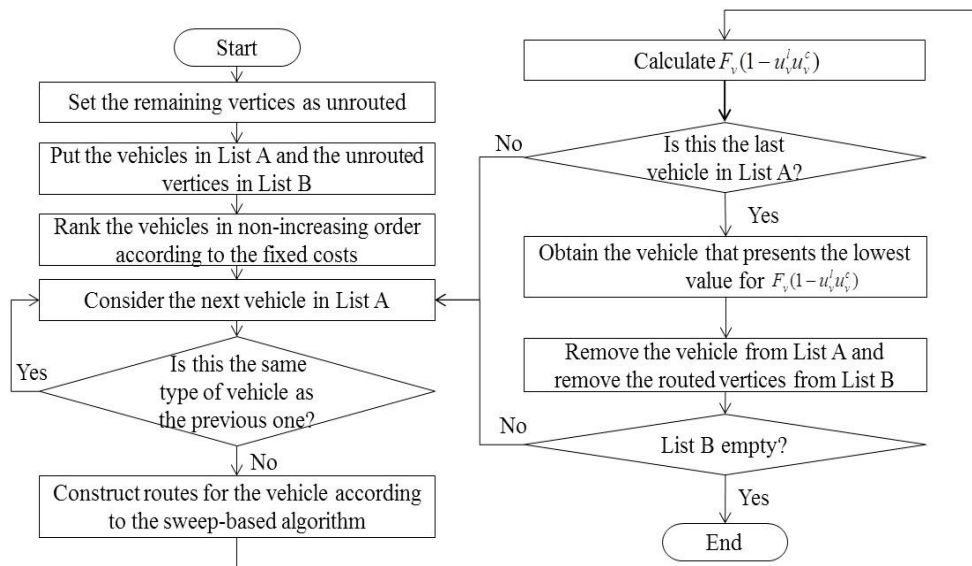 Start
Set the remaining vertices as unrouted
Put the vehicles in List A and the unrouted
vertices in List B
Rank the vehicles in non-increasing order
according to the fixed costs
Consider the next vehicle in List A
Is this the same
type of vehicle as
the previous one?
Yes
No
Construct routes for the vehicle according
to the sweep-based algorithm
Calculate F_v(1-u_v^l u_v^c)
Is this the last
vehicle in List A?
No
Yes
Obtain the vehicle that presents the lowest
value for F_v(1-u_v^l u_v^c)
Remove the vehicle from List A and
remove the routed vertices from List B
List B empty?
No
Yes
End